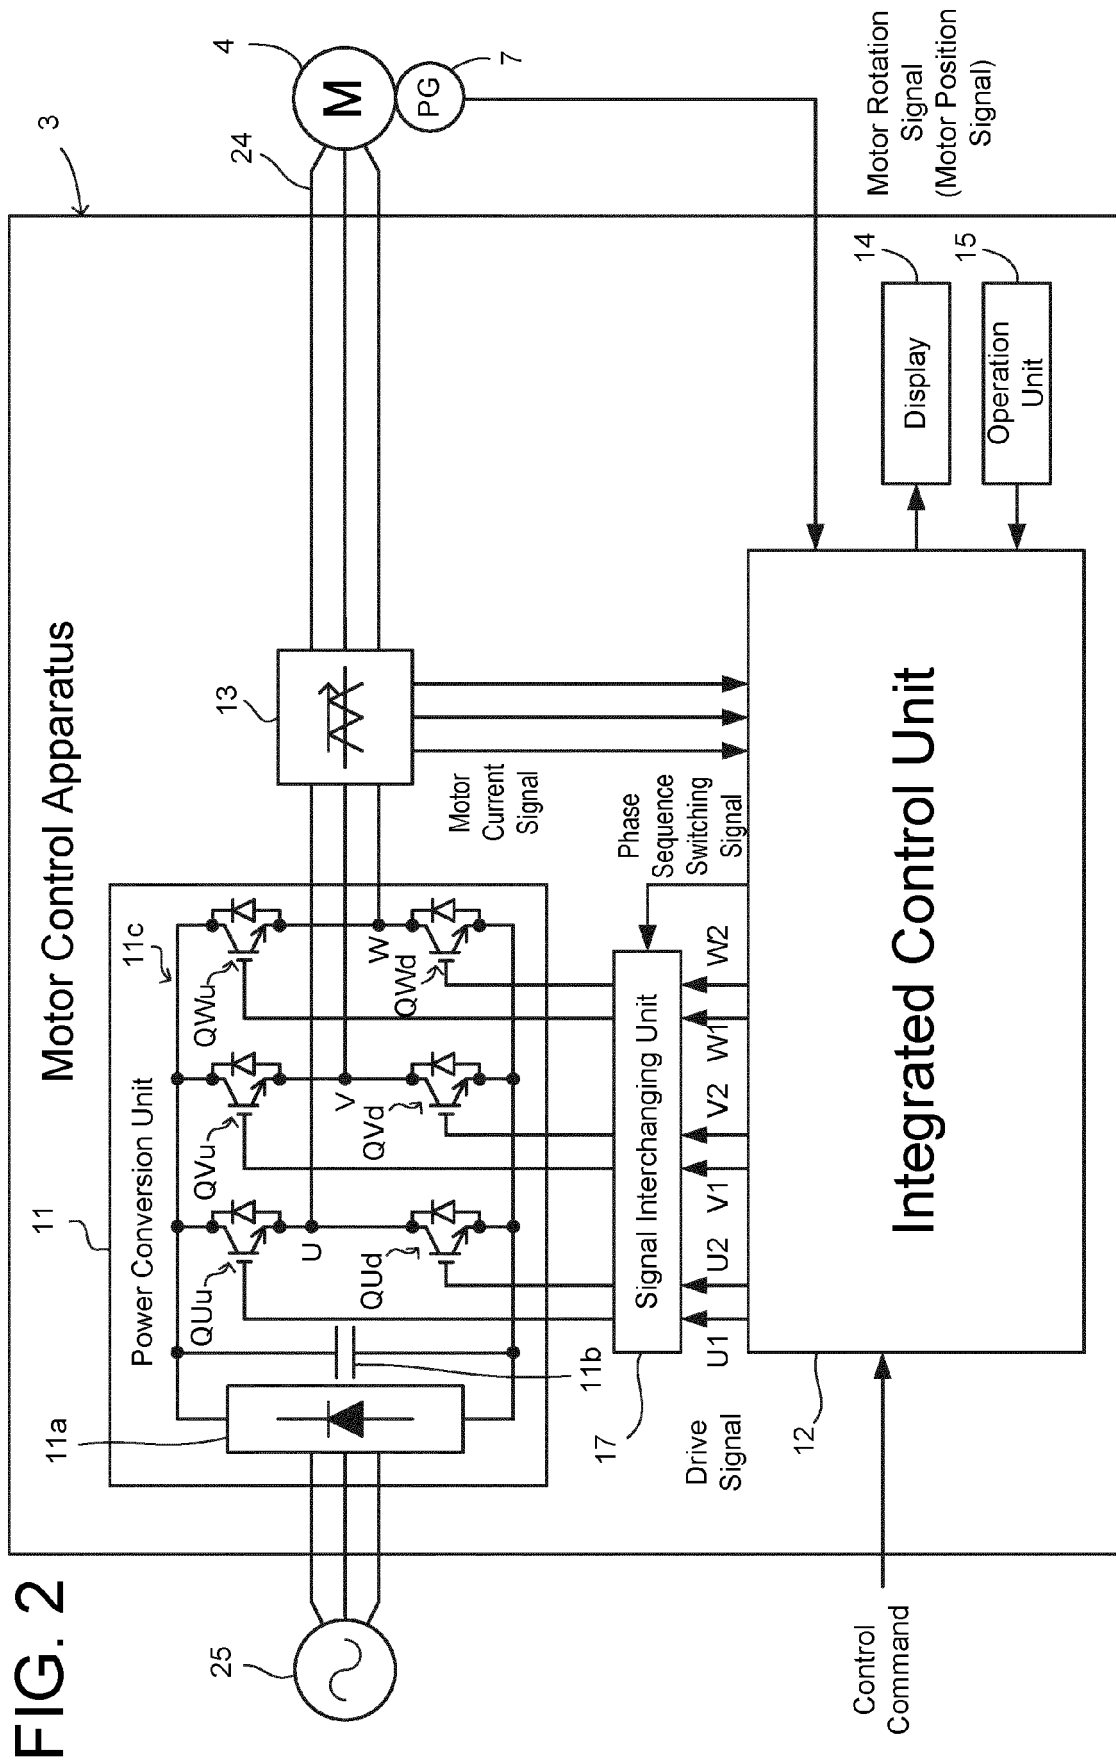 FIG. 2
Motor Control Apparatus
3
11
Power Conversion Unit
11c
11a
11b
QUu
QVu
QWu
U
V
W
QUd
QVd
QWd
25
13
24
4
M
PG
7
Motor
Current
Signal
Phase
Sequence
Switching
Signal
17
Signal Interchanging Unit
Drive
Signal
U1
U2
V1
V2
W1
W2
12
Integrated Control Unit
Control
Command
Motor Rotation
Signal
(Motor Position
Signal)
14
Display
15
Operation
Unit